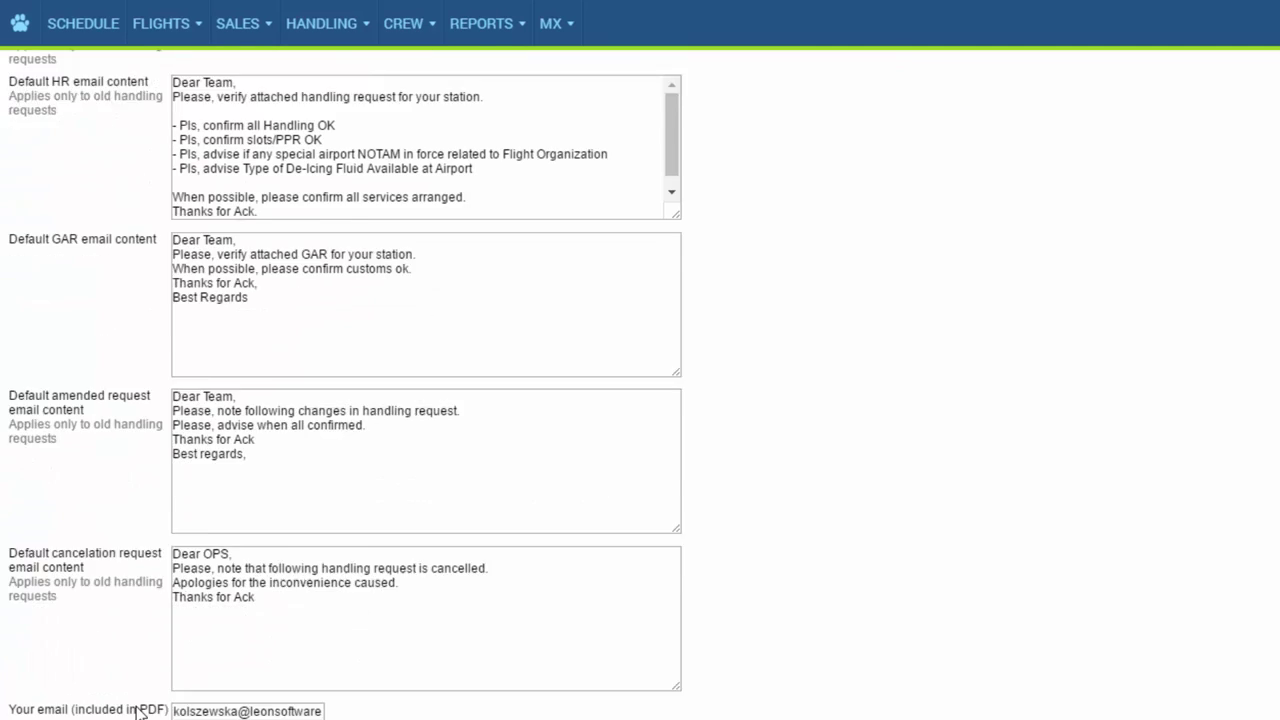 SCHEDULE FLIGHTS SALES HANDLING CREW REPORTS MX
requests
Default HR email content
Applies only to old handling
requests
Dear Team,
Please, verify attached handling request for your station.
- Pls, confirm all Handling OK
- Pls, confirm slots/PPR OK
- Pls, advise if any special airport NOTAM in force related to Flight Organization
- Pls, advise Type of De-Icing Fluid Available at Airport
When possible, please confirm all services arranged.
Thanks for Ack.
Default GAR email content
Dear Team,
Please, verify attached GAR for your station.
When possible, please confirm customs ok.
Thanks for Ack,
Best Regards
Default amended request
email content
Applies only to old handling
requests
Dear Team,
Please, note following changes in handling request.
Please, advise when all confirmed.
Thanks for Ack
Best regards,
Default cancelation request
email content
Applies only to old handling
requests
Dear OPS,
Please, note that following handling request is cancelled.
Apologies for the inconvenience caused.
Thanks for Ack
Your email (included in PDF)
kolszewska@leonsoftware